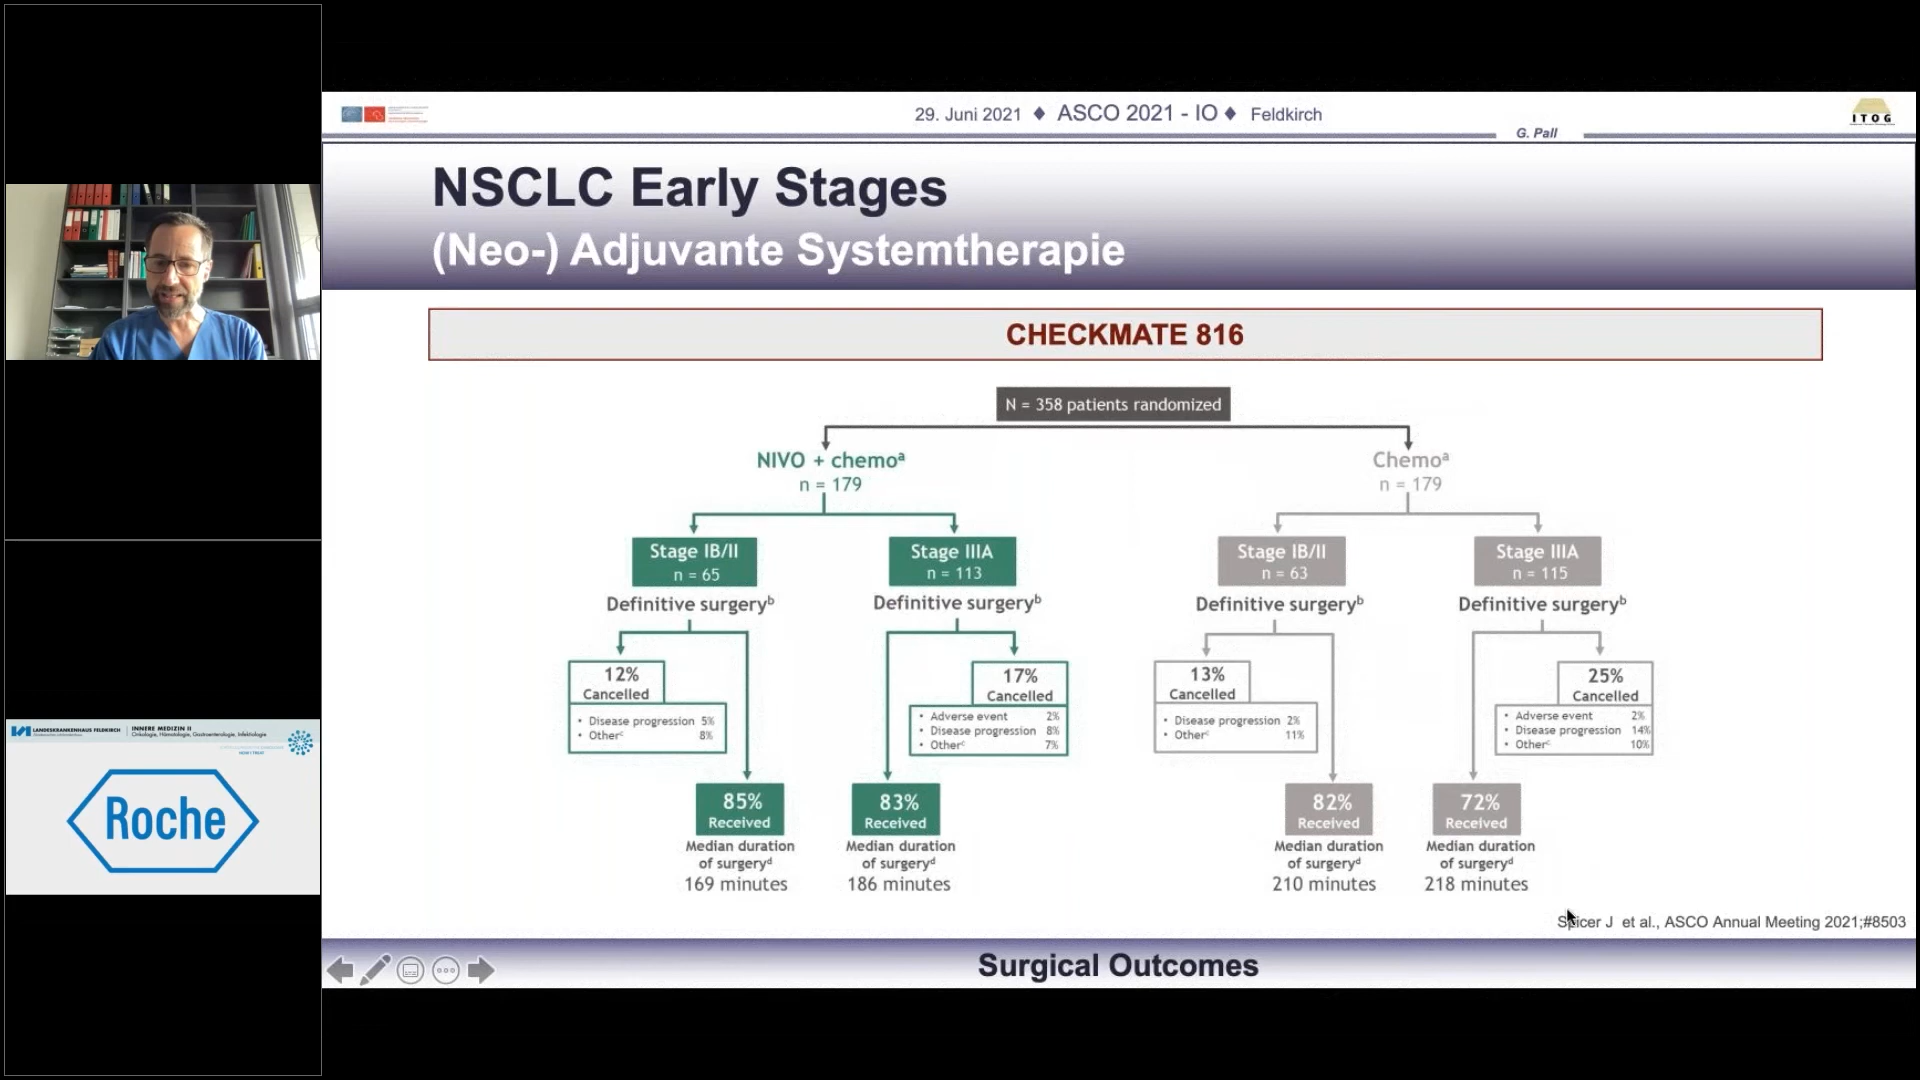 29. Juni 2021 ♦ ASCO 2021 - IO ♦ Feldkirch
G. Pall
ITOG
NSCLC Early Stages
(Neo-) Adjuvante Systemtherapie
CHECKMATE 816
N = 358 patients randomized
NIVO + chemoᵃ
n = 179
Chemoᵃ
n = 179
Stage IB/II
n = 65
Stage IIIA
n = 113
Stage IB/II
n = 63
Stage IIIA
n = 115
Definitive surgeryᵇ
Definitive surgeryᵇ
Definitive surgeryᵇ
Definitive surgeryᵇ
12%
Cancelled
• Disease progression 5%
• Otherᶜ 8%
17%
Cancelled
• Adverse event 2%
• Disease progression 8%
• Otherᶜ 7%
13%
Cancelled
• Disease progression 2%
• Otherᶜ 11%
25%
Cancelled
• Adverse event 2%
• Disease progression 14%
• Otherᶜ 10%
85%
Received
Median duration
of surgeryᵈ
169 minutes
83%
Received
Median duration
of surgeryᵈ
186 minutes
82%
Received
Median duration
of surgeryᵈ
210 minutes
72%
Received
Median duration
of surgeryᵈ
218 minutes
Spicer J et al., ASCO Annual Meeting 2021;#8503
Surgical Outcomes
LANDESKRANKENHAUS FELDKIRCH
INNERE MEDIZIN II
Onkologie, Hämatologie, Gastroenterologie, Infektiologie
Roche